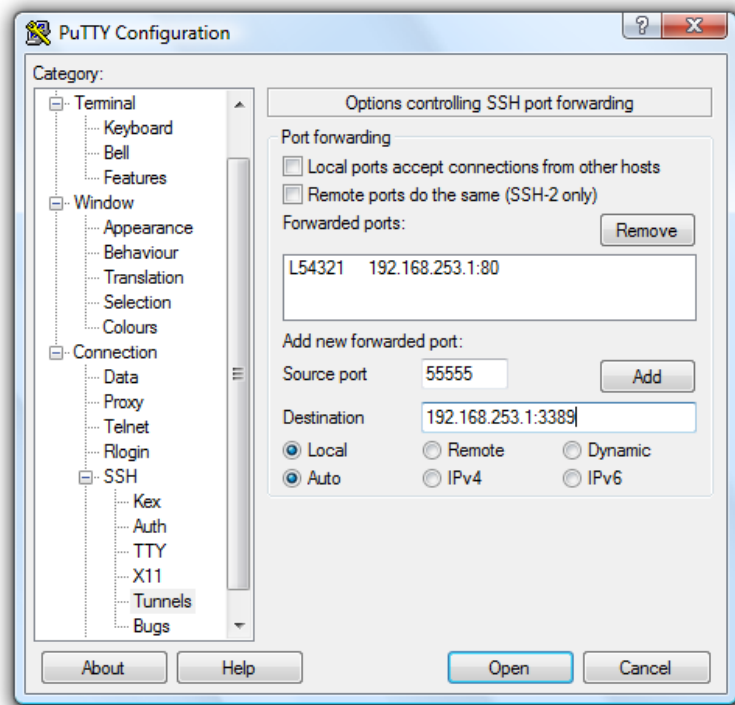 PuTTY Configuration
?
X
Category:
Terminal
Keyboard
Bell
Features
Window
Appearance
Behaviour
Translation
Selection
Colours
Connection
Data
Proxy
Telnet
Rlogin
SSH
Kex
Auth
TTY
X11
Tunnels
Bugs
Options controlling SSH port forwarding
Port forwarding
Local ports accept connections from other hosts
Remote ports do the same (SSH-2 only)
Forwarded ports: Remove
L54321 192.168.253.1:80
Add new forwarded port:
Source port 55555 Add
Destination 192.168.253.1:3389
Local Remote Dynamic
Auto IPv4 IPv6
About Help Open Cancel